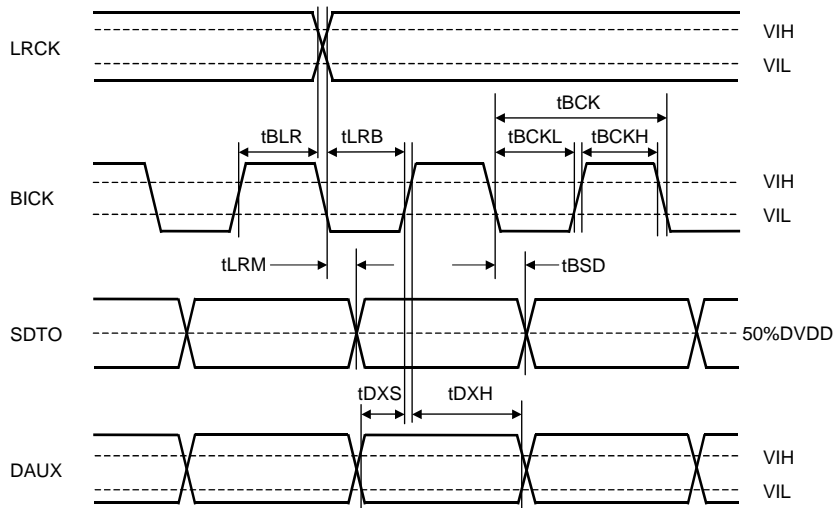 LRCK
VIH
VIL
tBCK
tBLR
tLRB
tBCKL
tBCKH
BICK
VIH
VIL
tLRM
tBSD
SDTO
50%DVDD
tDXS
tDXH
DAUX
VIH
VIL